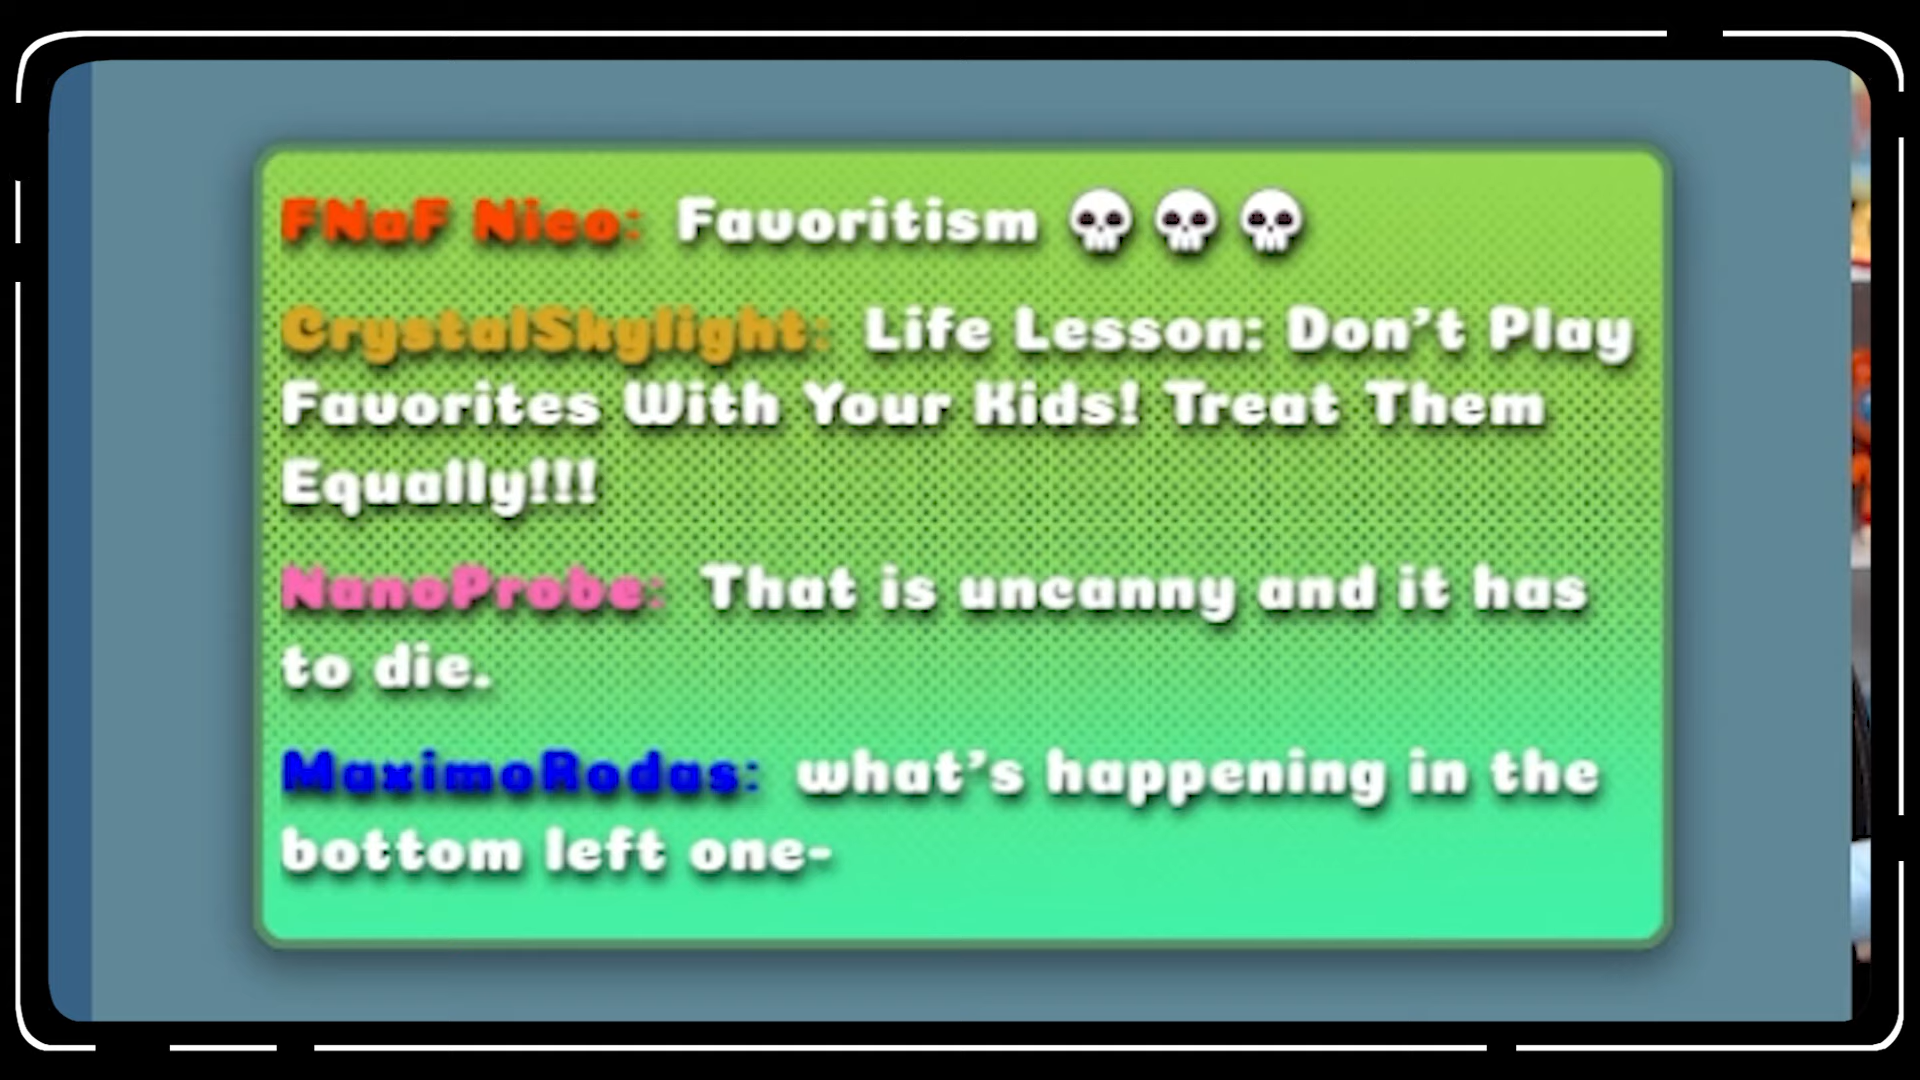 FNaF Nico: Favoritism 💀💀💀
CrystalSkylight: Life Lesson: Don't Play
Favorites With Your Kids! Treat Them
Equally!!!
NanoProbe: That is uncanny and it has
to die.
MaximoRodas: what's happening in the
bottom left one-